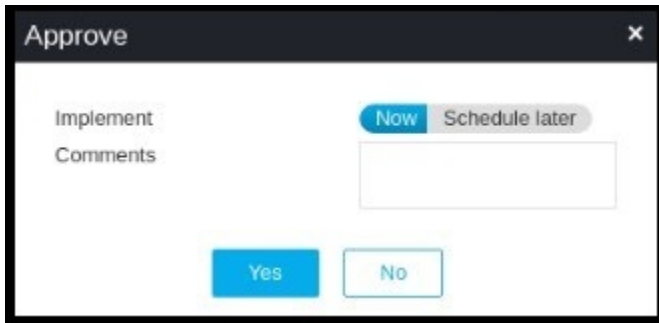 Approve ×
Implement Now Schedule later
Comments
Yes No